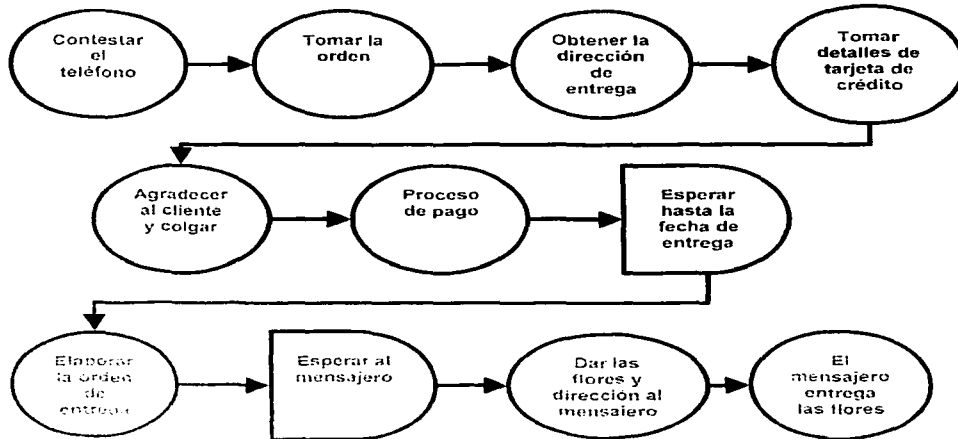 Contestar
el
teléfono
Tomar la
orden
Obtener la
dirección
de
entrega
Tomar
detalles de
tarjeta de
crédito
Agradecer
al cliente
y colgar
Proceso
de pago
Esperar
hasta la
fecha de
entrega
Elaborar
la orden
de
entrega
Esperar al
mensajero
Dar las
flores y
dirección al
mensajero
El
mensajero
entrega
las flores